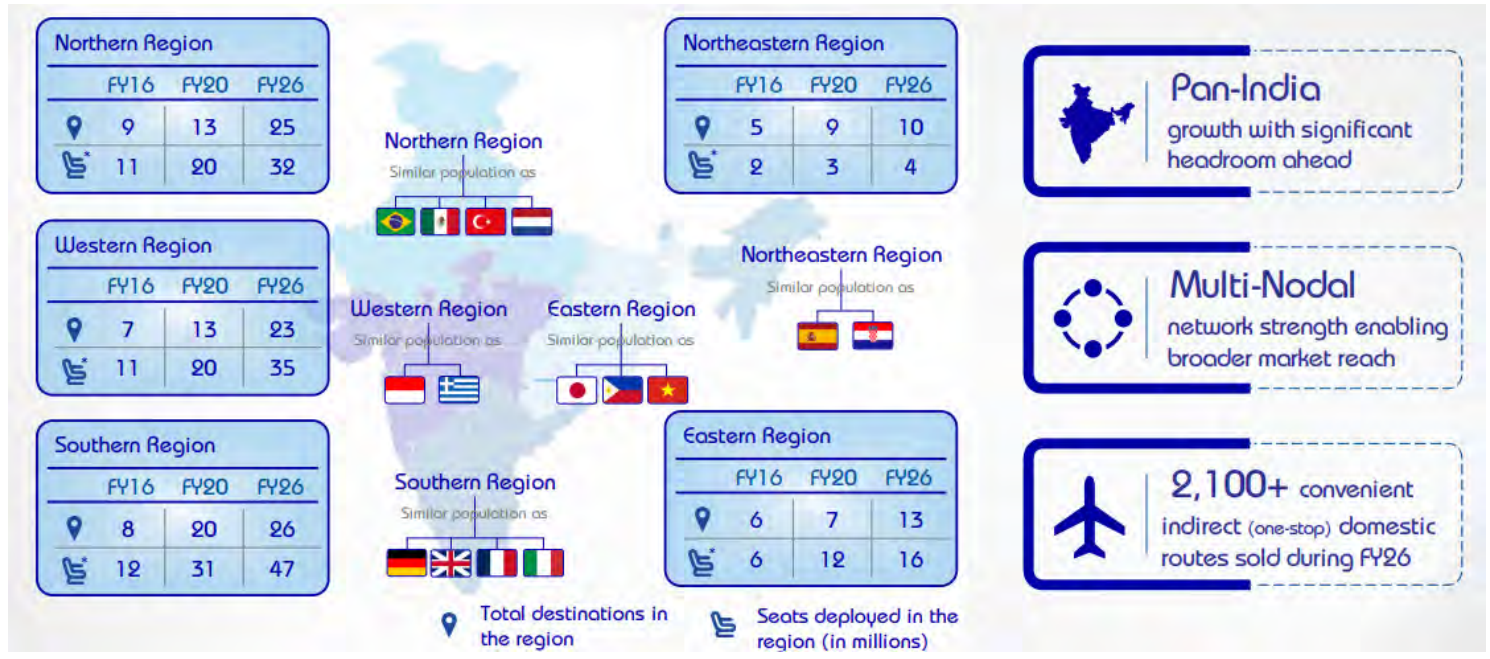 Northern Region
FY16 FY20 FY26
9 13 25
* 11 20 32
Western Region
FY16 FY20 FY26
7 13 23
* 11 20 35
Southern Region
FY16 FY20 FY26
8 20 26
* 12 31 47
Northern Region
Similar population as
Western Region
Similar population as
Eastern Region
Similar population as
Northeastern Region
Similar population as
Southern Region
Similar population as
Northeastern Region
FY16 FY20 FY26
5 9 10
* 2 3 4
Eastern Region
FY16 FY20 FY26
6 7 13
* 6 12 16
Total destinations in
the region
Seats deployed in the
region (in millions)
Pan-India
growth with significant
headroom ahead
Multi-Nodal
network strength enabling
broader market reach
2,100+ convenient
indirect (one-stop) domestic
routes sold during FY26